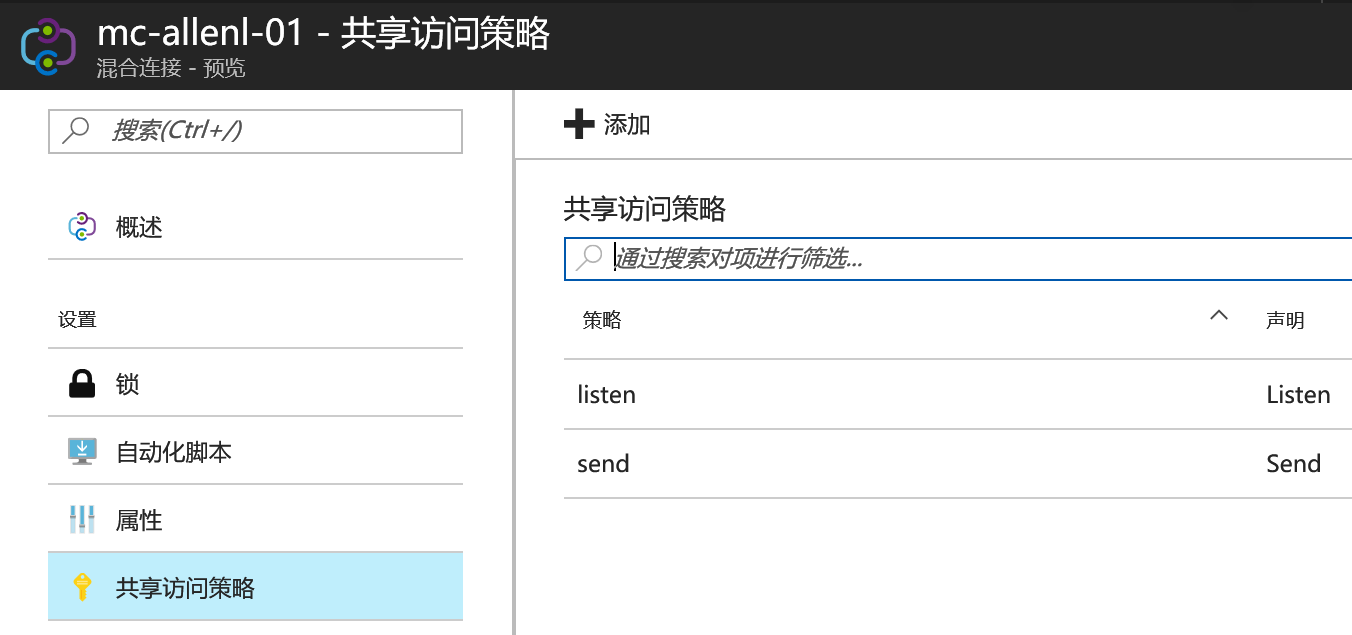 mc-allenl-01 - 共享访问策略
混合连接 - 预览
搜索(Ctrl+/)
概述
设置
锁
自动化脚本
属性
共享访问策略
添加
共享访问策略
通过搜索对项进行筛选...
策略 声明
listen Listen
send Send